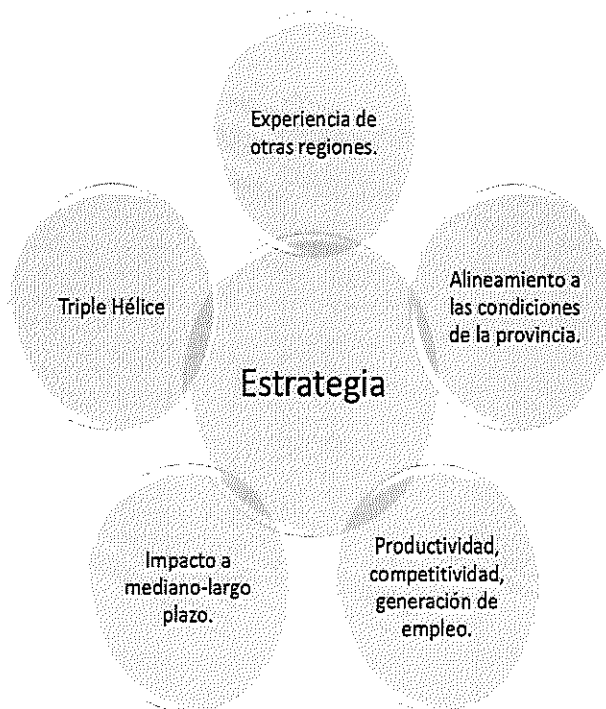 Experiencia de
otras regiones.
Triple Hélice
Alineamiento a
las condiciones
de la provincia.
Estrategia
Impacto a
mediano-largo
plazo.
Productividad,
competitividad,
generación de
empleo.